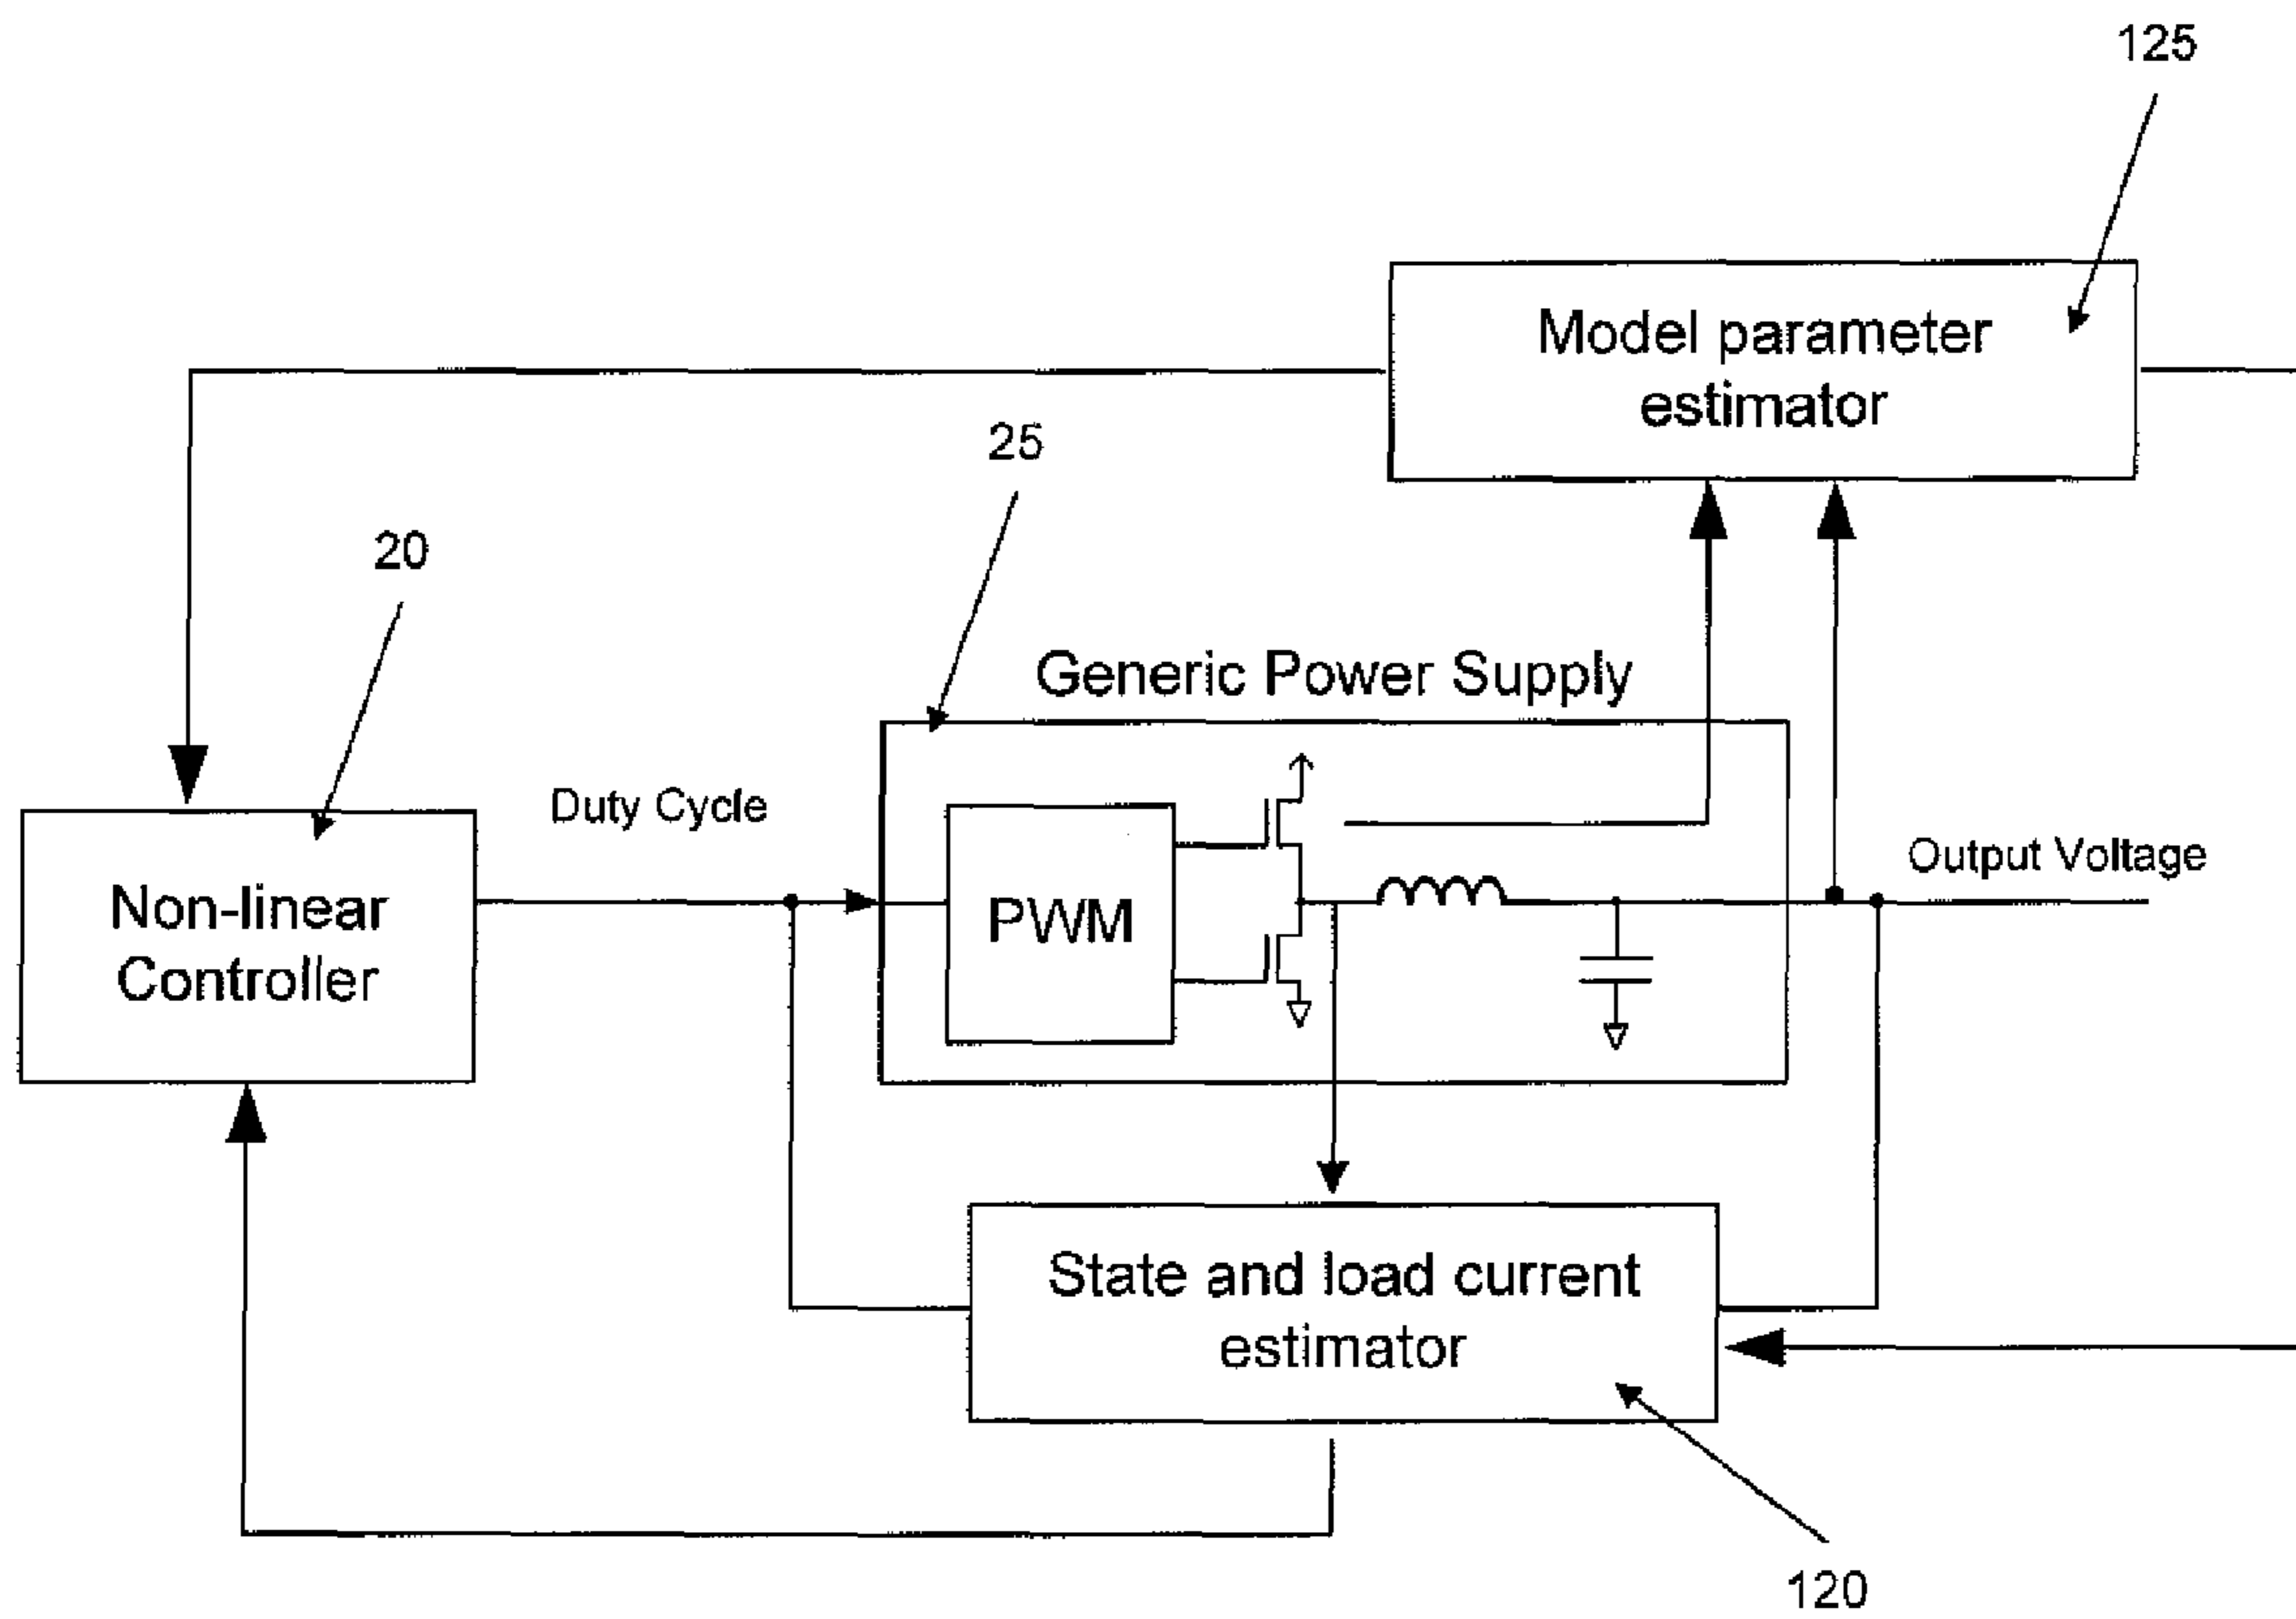 125
Model parameter
estimator
25
20
Generic Power Supply
Duty Cycle
Output Voltage
Non-linear
Controller
PWM
State and load current
estimator
120